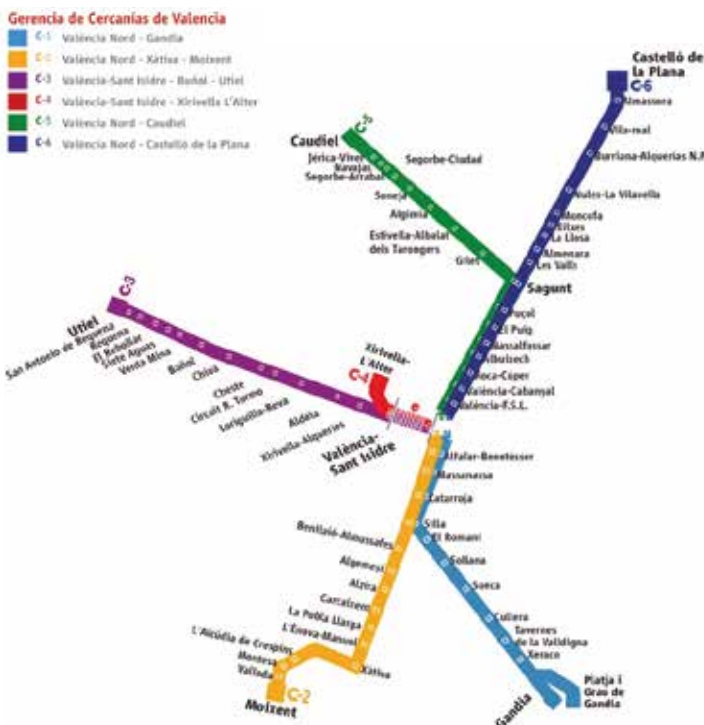 Gerencia de Cercanías de Valencia
C-1 València Nord - Gandia
C-2 València Nord - Xàtiva - Moixent
C-3 València-Sant Isidre - Buñol - Utiel
C-4 València-Sant Isidre - Xirivella L'Alter
C-5 València Nord - Caudiel
C-6 València Nord - Castelló de la Plana
Castelló de
la Plana
C-6
Almassora
Vila-real
Burriana-Alquerías N.P
Nules-La Vilavella
Moncofa
Xilxes
La Llosa
Almenara
Les Valls
Sagunt
C-5
Caudiel
Jérica-Viver
Navajas
Segorbe-Arrabal
Segorbe-Ciudad
Soneja
Algimia
Estivella-Albalat
dels Tarongers
Gilet
Puçol
El Puig
Massalfassar
Albuixech
Roca-Cúper
València-Cabanyal
València-F.S.L.
C-3
Utiel
San Antonio de Requena
Requena
El Rebollar
Siete Aguas
Venta Mina
Buñol
Chiva
Cheste
Circuit R. Tormo
Loriguilla-Reva
Aldaia
Xirivella-Alqueries
Xirivella-
L'Alter
C-4
València-
Sant Isidre
Alfafar-Benetússer
Massanassa
Catarroja
Silla
El Romaní
Sollana
Sueca
Cullera
Tavernes
de la Valldigna
Xeraco
Gandia
Platja i
Grau de
Gandia
Benifaió-Almussafes
Algemesí
Alzira
Carcaixent
La Pobla Llarga
L'Ènova-Manuel
Xàtiva
L'Alcúdia de Crespins
Montesa
Vallada
Moixent
C-2